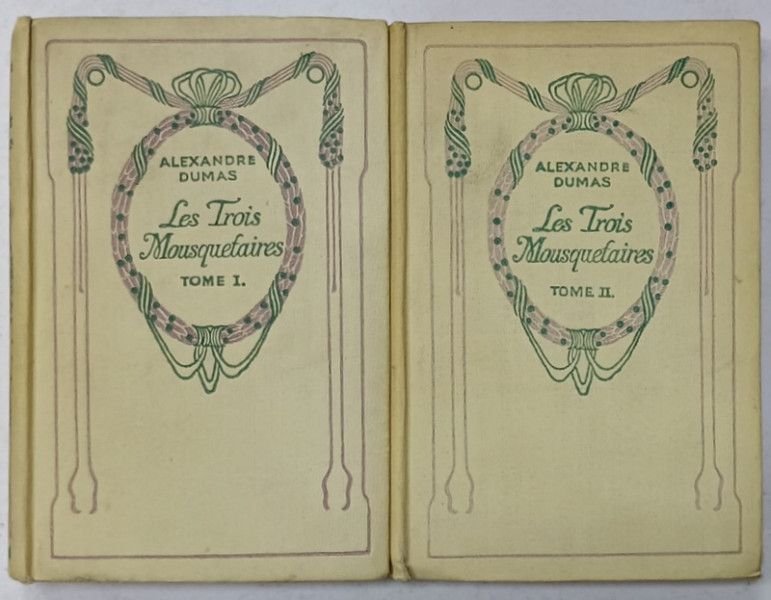 ALEXANDRE
DUMAS
Les Trois
Mousquetaires
TOME I.
ALEXANDRE
DUMAS
Les Trois
Mousquetaires
TOME II.